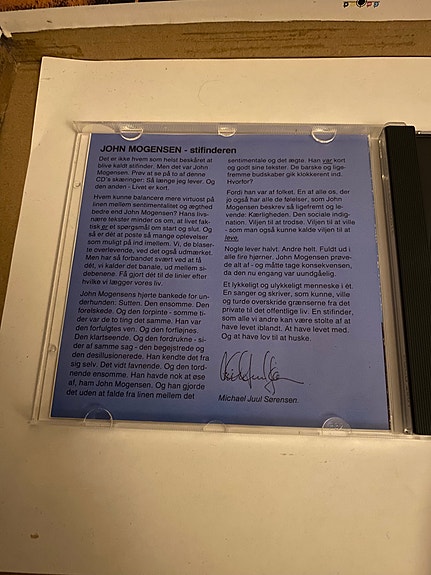 JOHN MOGENSEN - stifinderen
Det er ikke hvem som helst beskåret at
blive kaldt stifinder. Men det var John
Mogensen. Prøv at se på to af denne
CD's skæringer: Så længe jeg lever. Og
den anden - Livet er kort.
Hvem kunne balancere mere virtuost på
linen mellem sentimentalitet og ægthed
bedre end John Mogensen? Hans livs-
nære tekster minder os om, at livet fak-
tisk er et spørgsmål om start og slut. Og
så er dét at poste så mange oplevelser
som muligt på ind imellem. Vi, de blaser-
te overlevende, ved det også udmærket.
Men har så forbandet svært ved at få
dét, vi kalder det banale, ud mellem si-
debenene. Få gjort dét til de linier efter
hvilke vi lægger vores liv.
John Mogensens hjerte bankede for un-
derhunden: Sutten. Den ensomme. Den
forelskede. Og den forpinte - somme ti-
der var de to ting det samme. Han var
den forfulgtes ven. Og den forfløjnes.
Den klartseende. Og den fordrukne - si-
der af samme sag - den begejstrede og
den desillusionerede. Han kendte det fra
sig selv. Det vidt favnende. Og den tord-
nende ensomme. Han havde nok at øse
af, ham John Mogensen. Og han gjorde
det uden at falde fra linen mellem det
sentimentale og det ægte. Han var kort
og godt sine tekster. De barske og lige-
fremme budskaber gik klokkerent ind.
Hvorfor?
Fordi han var af folket. En af alle os, der
jo også har alle de følelser, som John
Mogensen beskrev så ligefremt og le-
vende: Kærligheden. Den sociale indig-
nation. Viljen til at trodse. Viljen til at ville
- som man også kunne kalde viljen til at
leve.
Nogle lever halvt. Andre helt. Fuldt ud i
alle fire hjørner. John Mogensen prøve-
de alt af - og måtte tage konsekvensen,
da den nu engang var uundgåelig.
Et lykkeligt og ulykkeligt menneske i ét.
En sanger og skriver, som kunne, ville
og turde overskride grænserne fra det
private til det offentlige liv. En stifinder,
som alle vi andre kan være stolte af at
have levet iblandt. At have levet med.
Og at have lov til at huske.
Michael Juul Sørensen